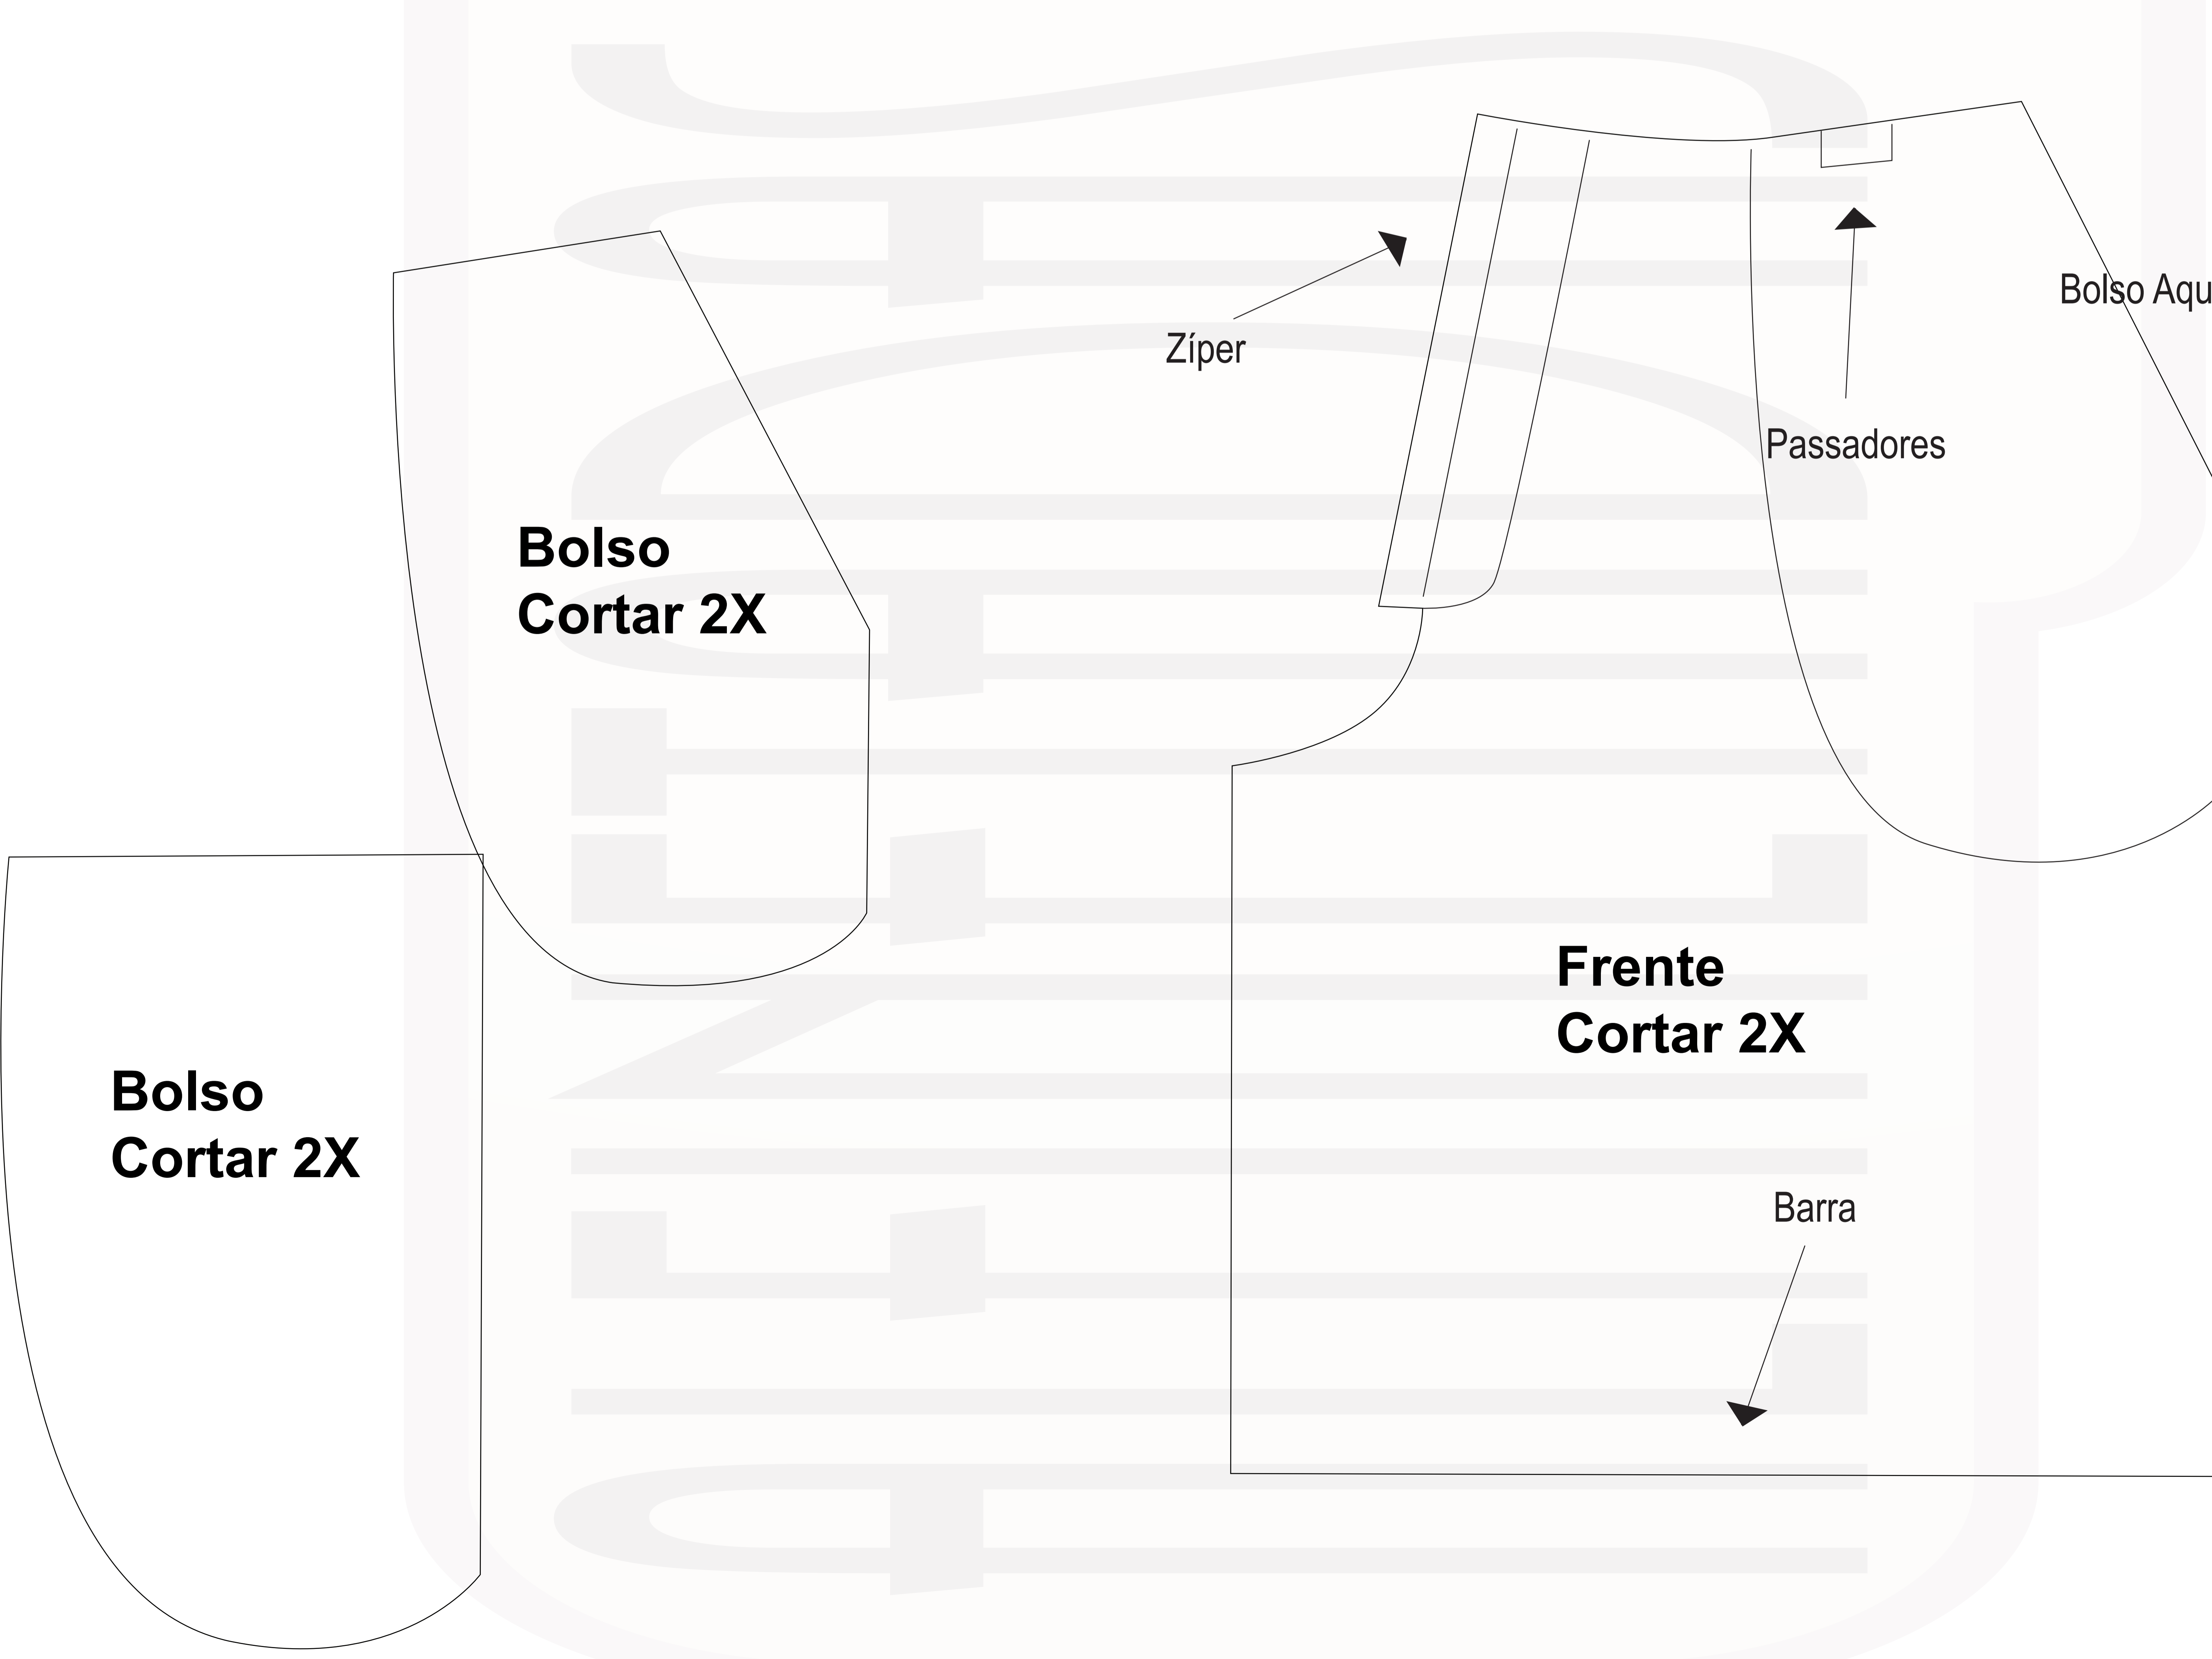 Bolso Aqu
Zíper
Passadores
Bolso
Cortar 2X
Frente
Cortar 2X
Bolso
Cortar 2X
Barra